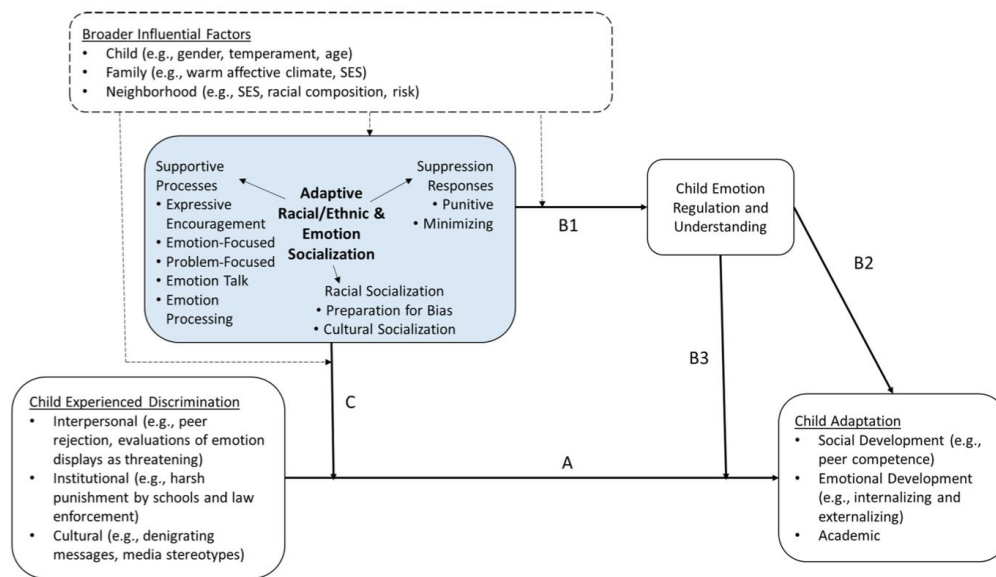 Broader Influential Factors
• Child (e.g., gender, temperament, age)
• Family (e.g., warm affective climate, SES)
• Neighborhood (e.g., SES, racial composition, risk)
Supportive
Processes
• Expressive
Encouragement
• Emotion-Focused
• Problem-Focused
• Emotion Talk
• Emotion
Processing
Adaptive
Racial/Ethnic &
Emotion
Socialization
Suppression
Responses
• Punitive
• Minimizing
Racial Socialization
• Preparation for Bias
• Cultural Socialization
B1
Child Emotion
Regulation and
Understanding
B2
B3
C
A
Child Experienced Discrimination
• Interpersonal (e.g., peer
rejection, evaluations of emotion
displays as threatening)
• Institutional (e.g., harsh
punishment by schools and law
enforcement)
• Cultural (e.g., denigrating
messages, media stereotypes)
Child Adaptation
• Social Development (e.g.,
peer competence)
• Emotional Development
(e.g., internalizing and
externalizing)
• Academic